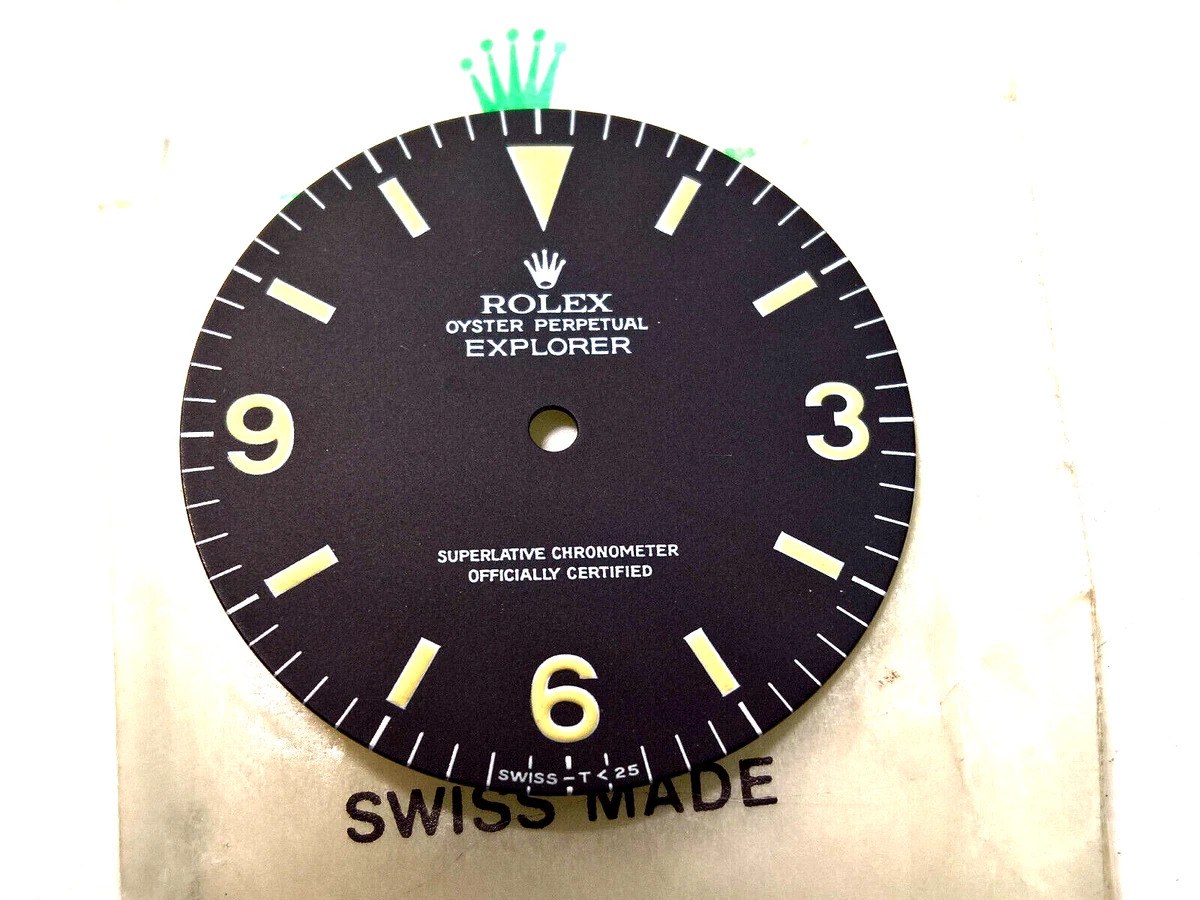 ROLEX
OYSTER PERPETUAL
EXPLORER
9
3
SUPERLATIVE CHRONOMETER
OFFICIALLY CERTIFIED
6
SWISS – T < 25
SWISS MADE